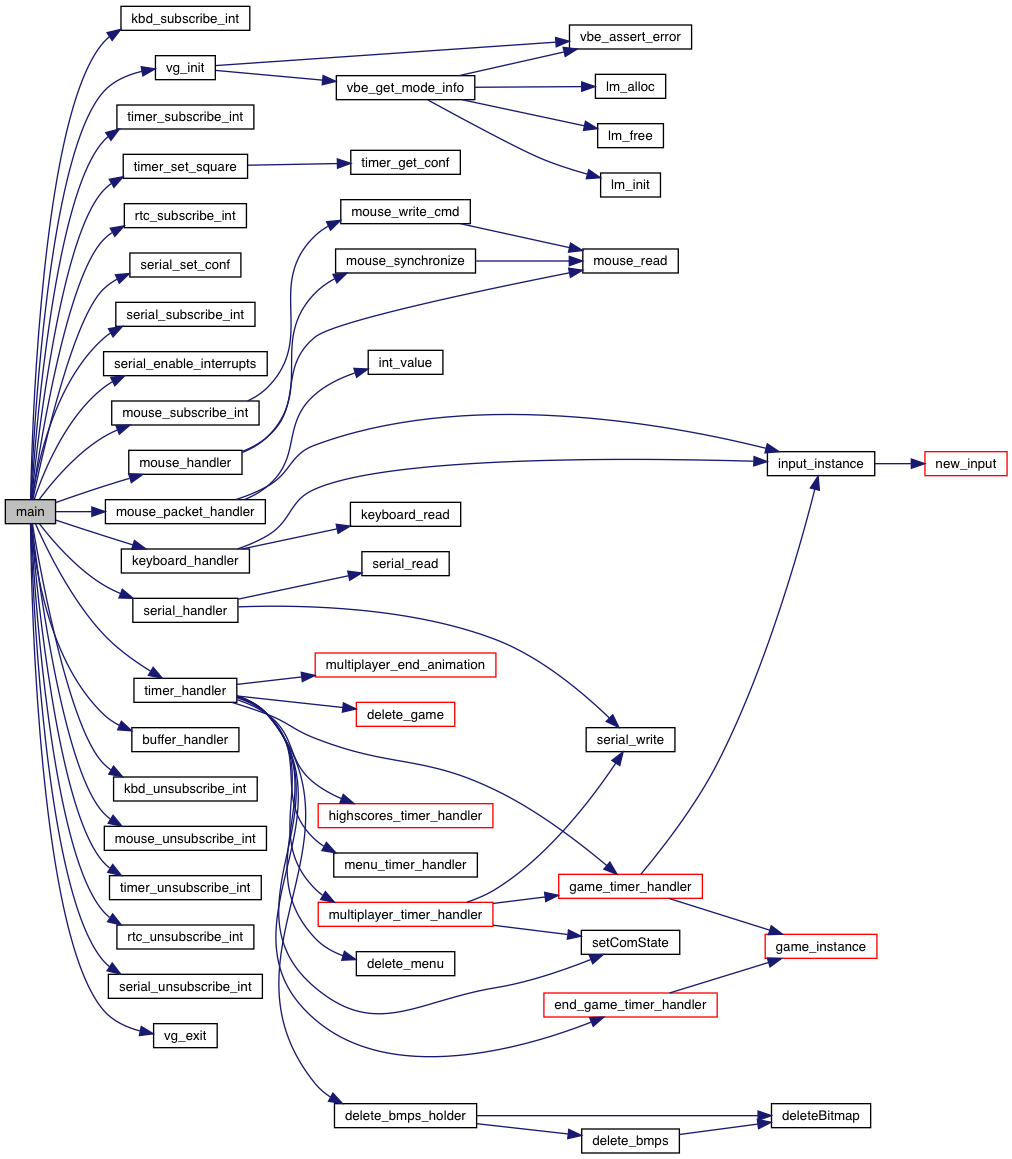 kbd_subscribe_int
vbe_assert_error
vg_init
vbe_get_mode_info
lm_alloc
timer_subscribe_int
lm_free
timer_set_square
timer_get_conf
lm_init
rtc_subscribe_int
mouse_write_cmd
serial_set_conf
mouse_synchronize
mouse_read
serial_subscribe_int
serial_enable_interrupts
int_value
mouse_subscribe_int
mouse_handler
input_instance
new_input
main
mouse_packet_handler
keyboard_read
keyboard_handler
serial_read
serial_handler
multiplayer_end_animation
timer_handler
delete_game
buffer_handler
serial_write
kbd_unsubscribe_int
highscores_timer_handler
mouse_unsubscribe_int
menu_timer_handler
timer_unsubscribe_int
game_timer_handler
multiplayer_timer_handler
rtc_unsubscribe_int
setComState
game_instance
delete_menu
serial_unsubscribe_int
end_game_timer_handler
vg_exit
delete_bmps_holder
deleteBitmap
delete_bmps